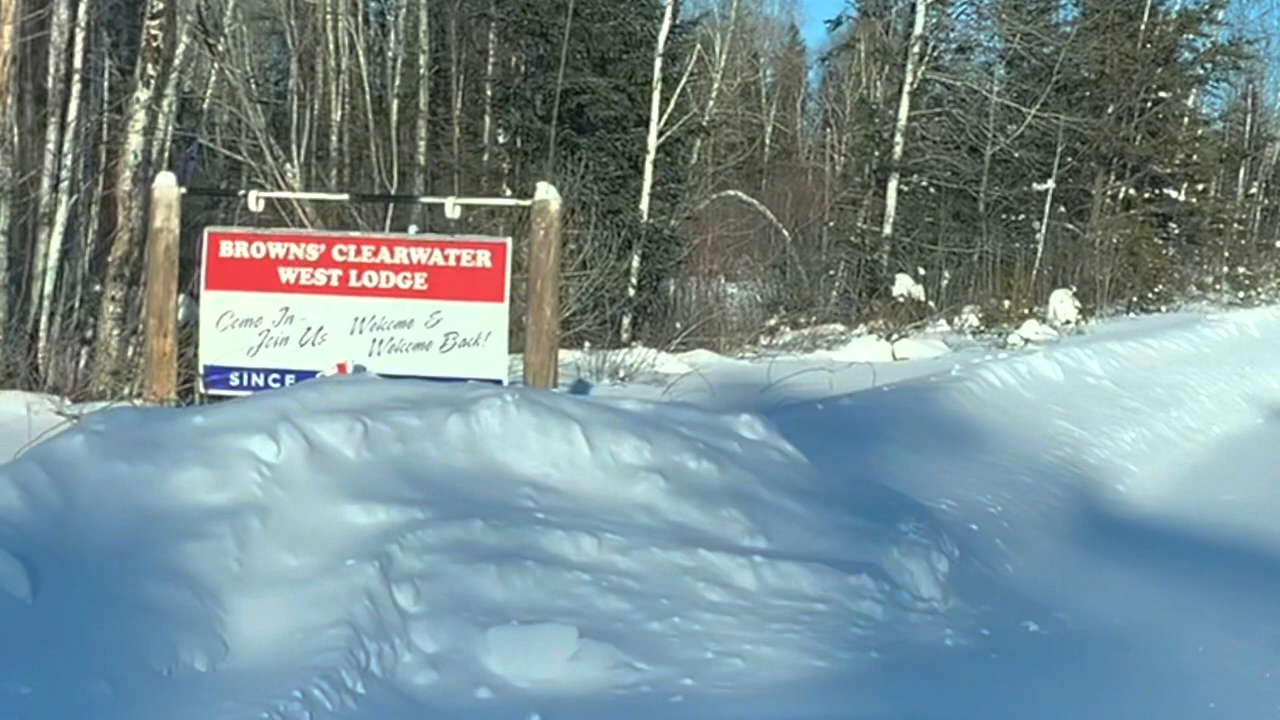 BROWNS' CLEARWATER
WEST LODGE
Come In -
Join Us
Welcome &
Welcome Back!
SINCE